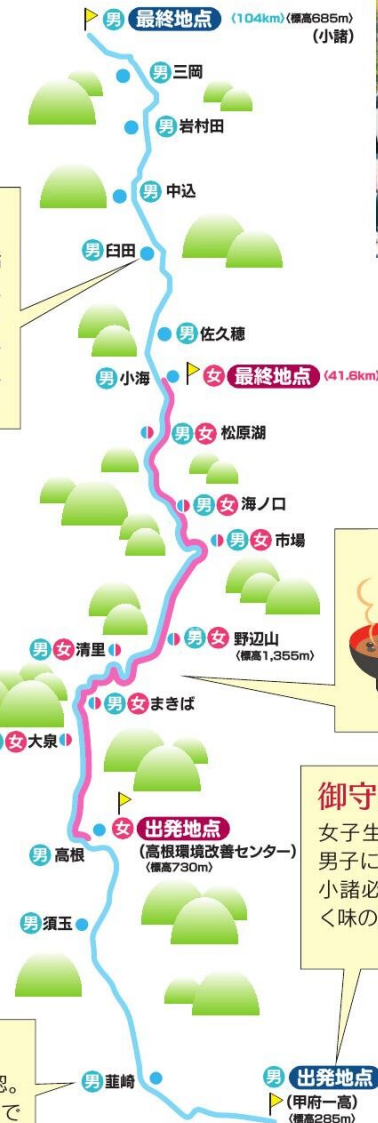 男 最終地点 〈104km〉〈標高685m〉
(小諸)
男 三岡
男 岩村田
男 中込
男 臼田
男 佐久穂
男 小海
女 最終地点 〈41.6km〉
男 女 松原湖
男 女 海ノ口
男 女 市場
男 女 野辺山
〈標高1,355m〉
男 女 清里
男 女 まきば
女 大泉
女 出発地点
(高根環境改善センター)
〈標高730m〉
男 高根
御守
女子生
男子に
小諸必
く味の
男 須玉
男 韮崎
男 出発地点
(甲府一高)
〈標高285m〉
認。
で